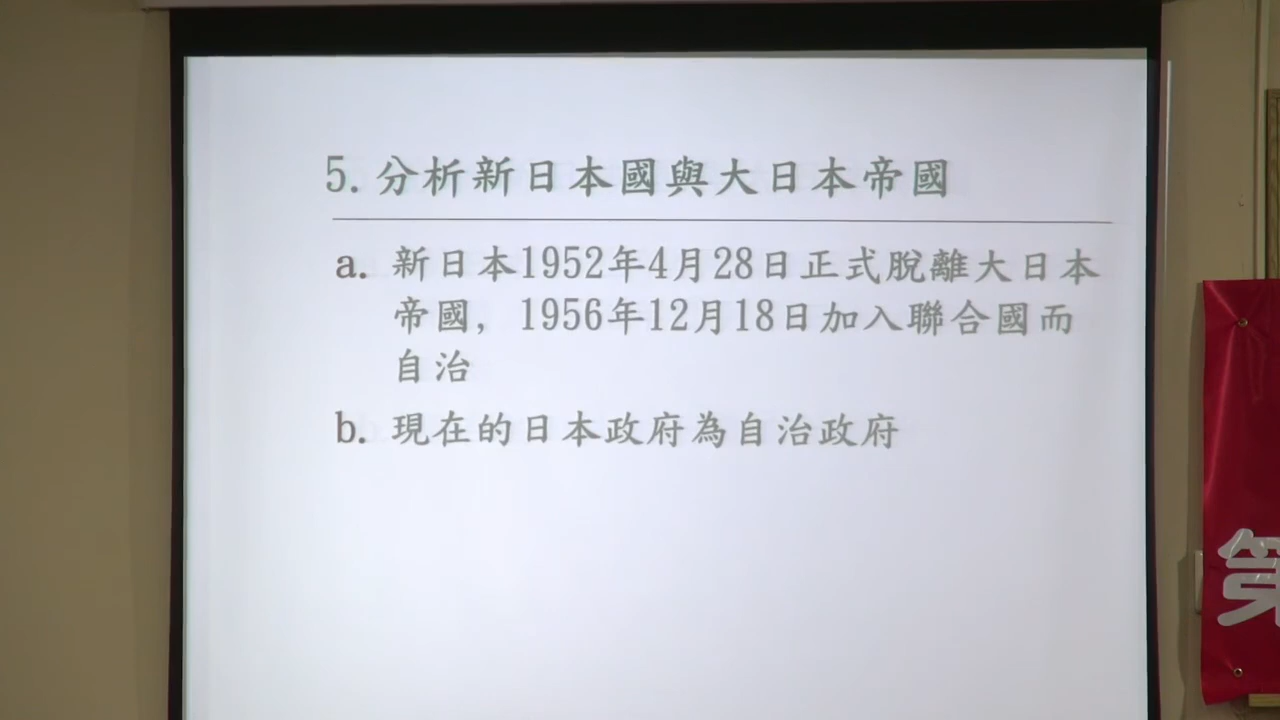 5.分析新日本國與大日本帝國
a. 新日本1952年4月28日正式脫離大日本
帝國，1956年12月18日加入聯合國而
自治
b. 現在的日本政府為自治政府
第